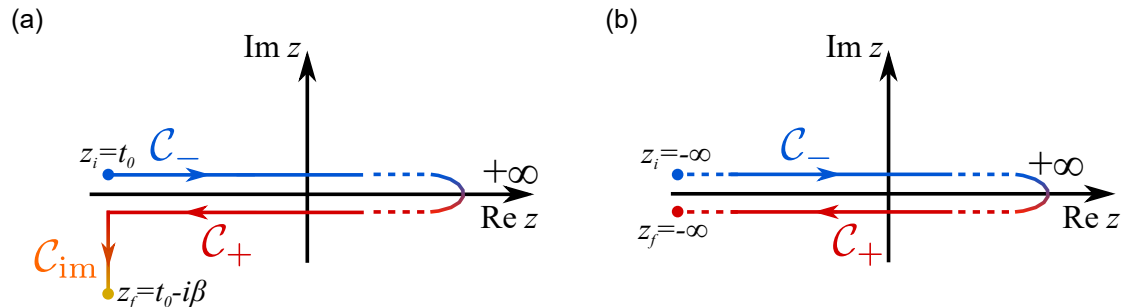 (a)
Im z
z_i=t_0
𝒞_−
+∞
Re z
𝒞_+
𝒞_im
z_f=t_0-iβ
(b)
Im z
z_i=-∞
𝒞_−
+∞
Re z
z_f=-∞
𝒞_+